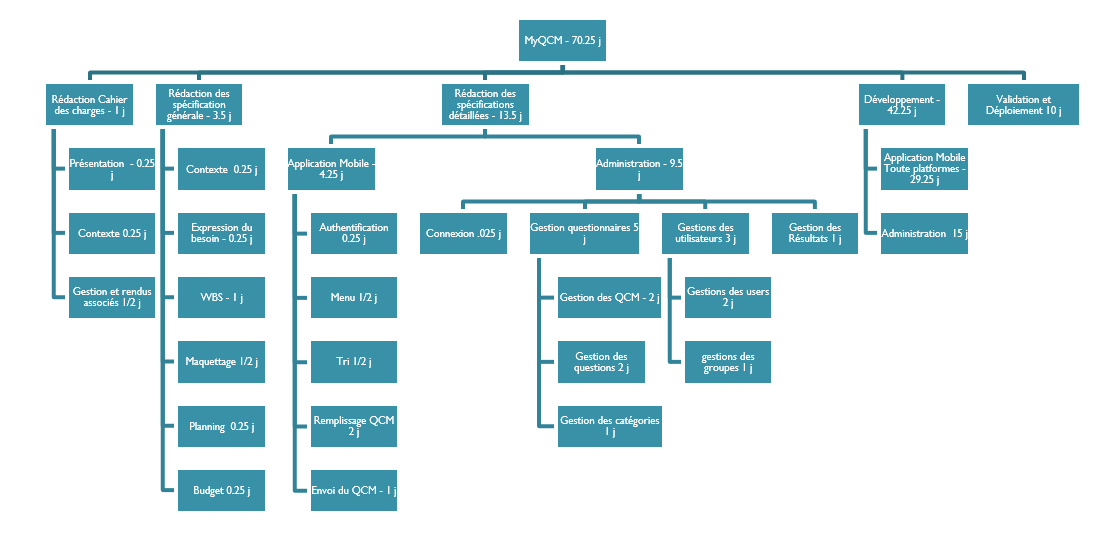 MyQCM - 70.25 j
Rédaction Cahier
des charges - 1 j
Rédaction des
spécification
générale - 3.5 j
Rédaction des
spécifications
détaillées - 13.5 j
Développement -
42.25 j
Validation et
Déploiement 10 j
Présentation - 0.25
j
Contexte 0.25 j
Gestion et rendus
associés 1/2 j
Contexte 0.25 j
Expression du
besoin - 0.25 j
WBS - 1 j
Maquettage 1/2 j
Planning 0.25 j
Budget 0.25 j
Application Mobile -
4.25 j
Authentification
0.25 j
Menu 1/2 j
Tri 1/2 j
Remplissage QCM
2 j
Envoi du QCM - 1 j
Administration - 9.5
j
Connexion .025 j
Gestion questionnaires 5
j
Gestion des QCM - 2 j
Gestion des
questions 2 j
Gestion des catégories
1 j
Gestions des
utilisateurs 3 j
Gestions des users
2 j
gestions des
groupes 1 j
Gestion des
Résultats 1 j
Application Mobile
Toute platformes -
29.25 j
Administration 15 j